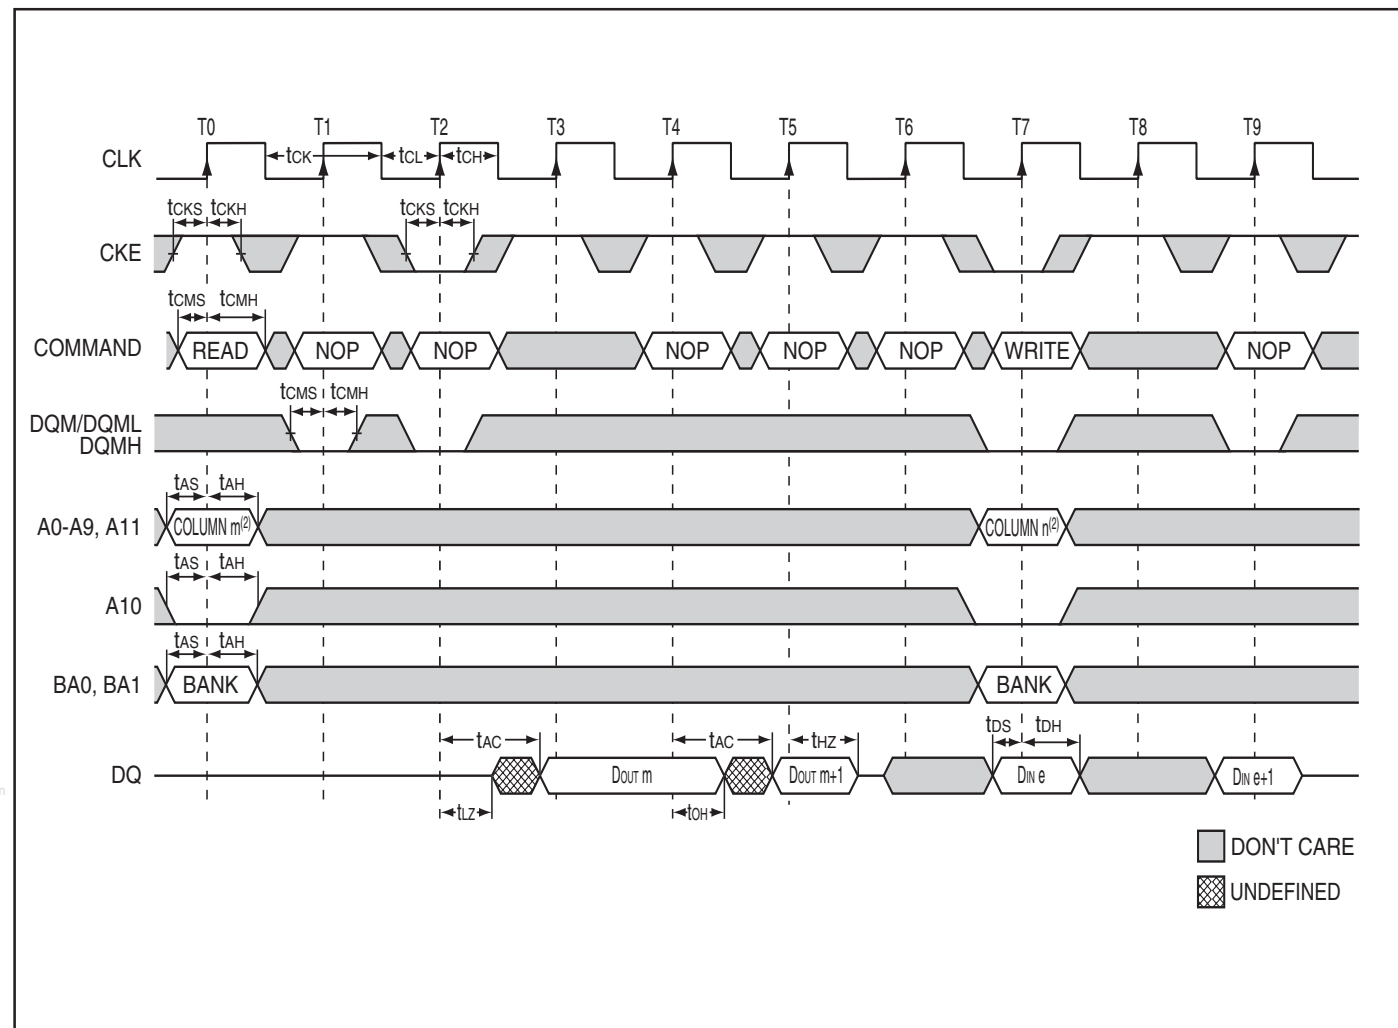 T0 T1 T2 T3 T4 T5 T6 T7 T8 T9
CLK
tCK tCL tCH
tCKS tCKH tCKS tCKH
CKE
tCMS tCMH
COMMAND READ NOP NOP NOP NOP NOP WRITE NOP
tCMS tCMH
DQM/DQML
DQMH
tAS tAH
A0-A9, A11 COLUMN m(2) COLUMN n(2)
tAS tAH
A10
tAS tAH
BA0, BA1 BANK BANK
tAC tAC tHZ tDS tDH
DQ DOUT m DOUT m+1 DIN e DIN e+1
tLZ tOH
DON'T CARE
UNDEFINED